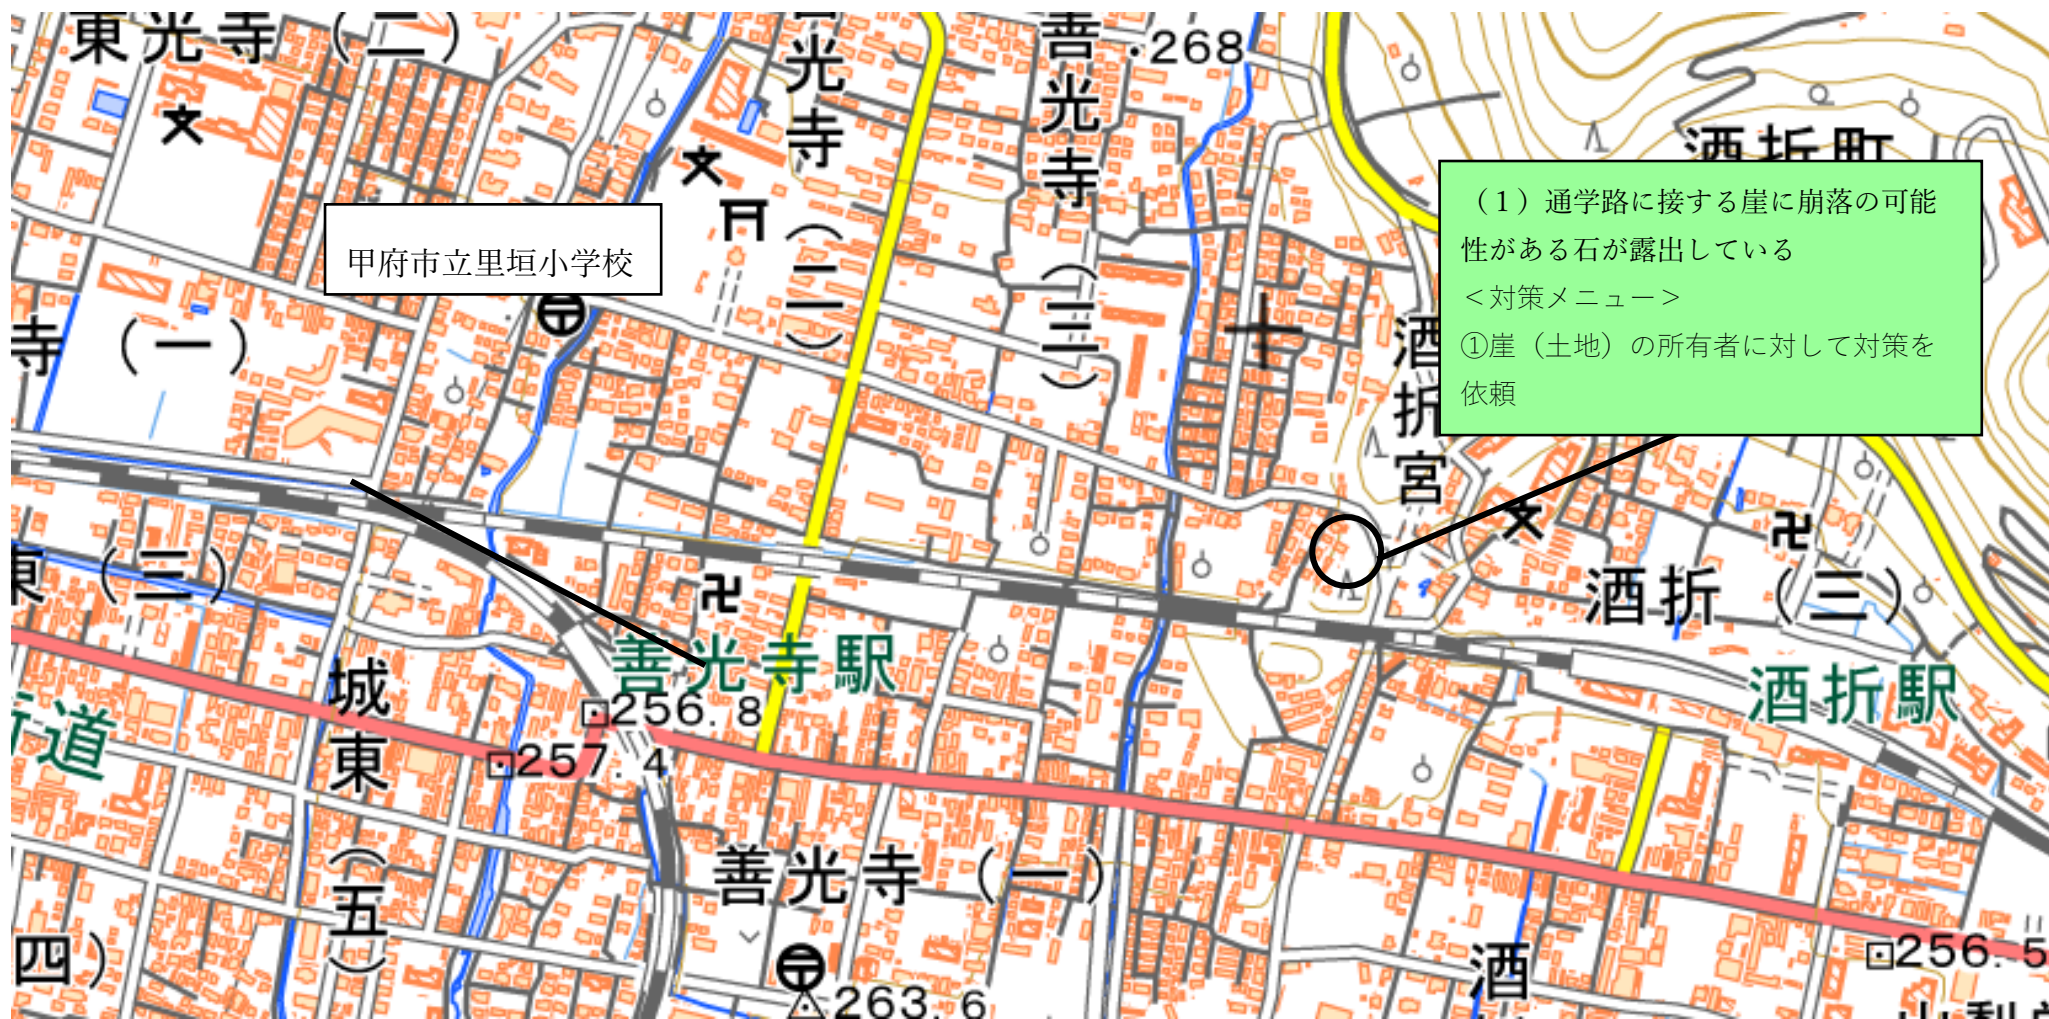 東光寺（二）
善光寺（三）
・268
光寺（二）
酒折町
（１）通学路に接する崖に崩落の可能
性がある石が露出している
＜対策メニュー＞
①崖（土地）の所有者に対して対策を
依頼
甲府市立里垣小学校
寺（一）
酒折宮
東（三）
酒折（三）
善光寺駅
酒折駅
256.8
257.4
城東（五）
道
善光寺（一）
四）
263.6
酒
256.5